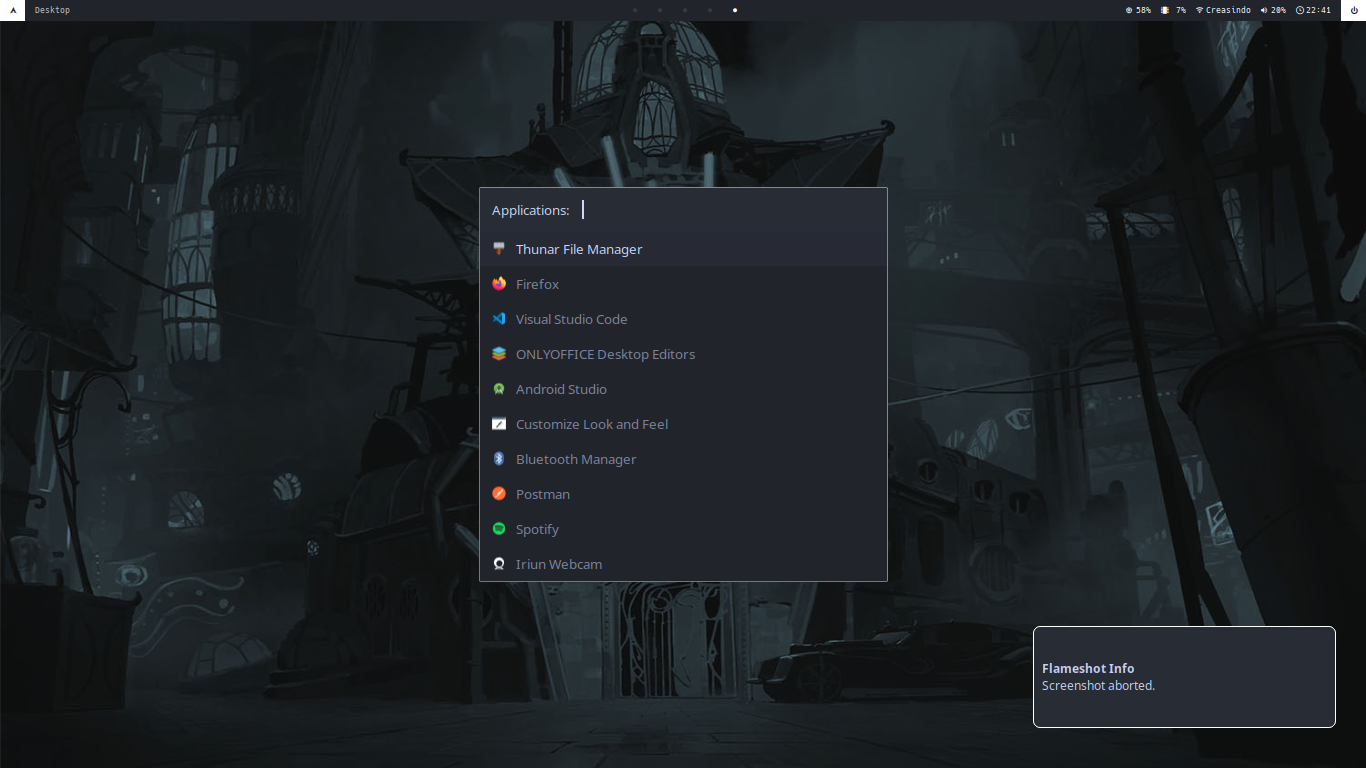 Desktop
58%
7%
Creasindo
20%
22:41
Applications:
Thunar File Manager
Firefox
Visual Studio Code
ONLYOFFICE Desktop Editors
Android Studio
Customize Look and Feel
Bluetooth Manager
Postman
Spotify
Iriun Webcam
Flameshot Info
Screenshot aborted.